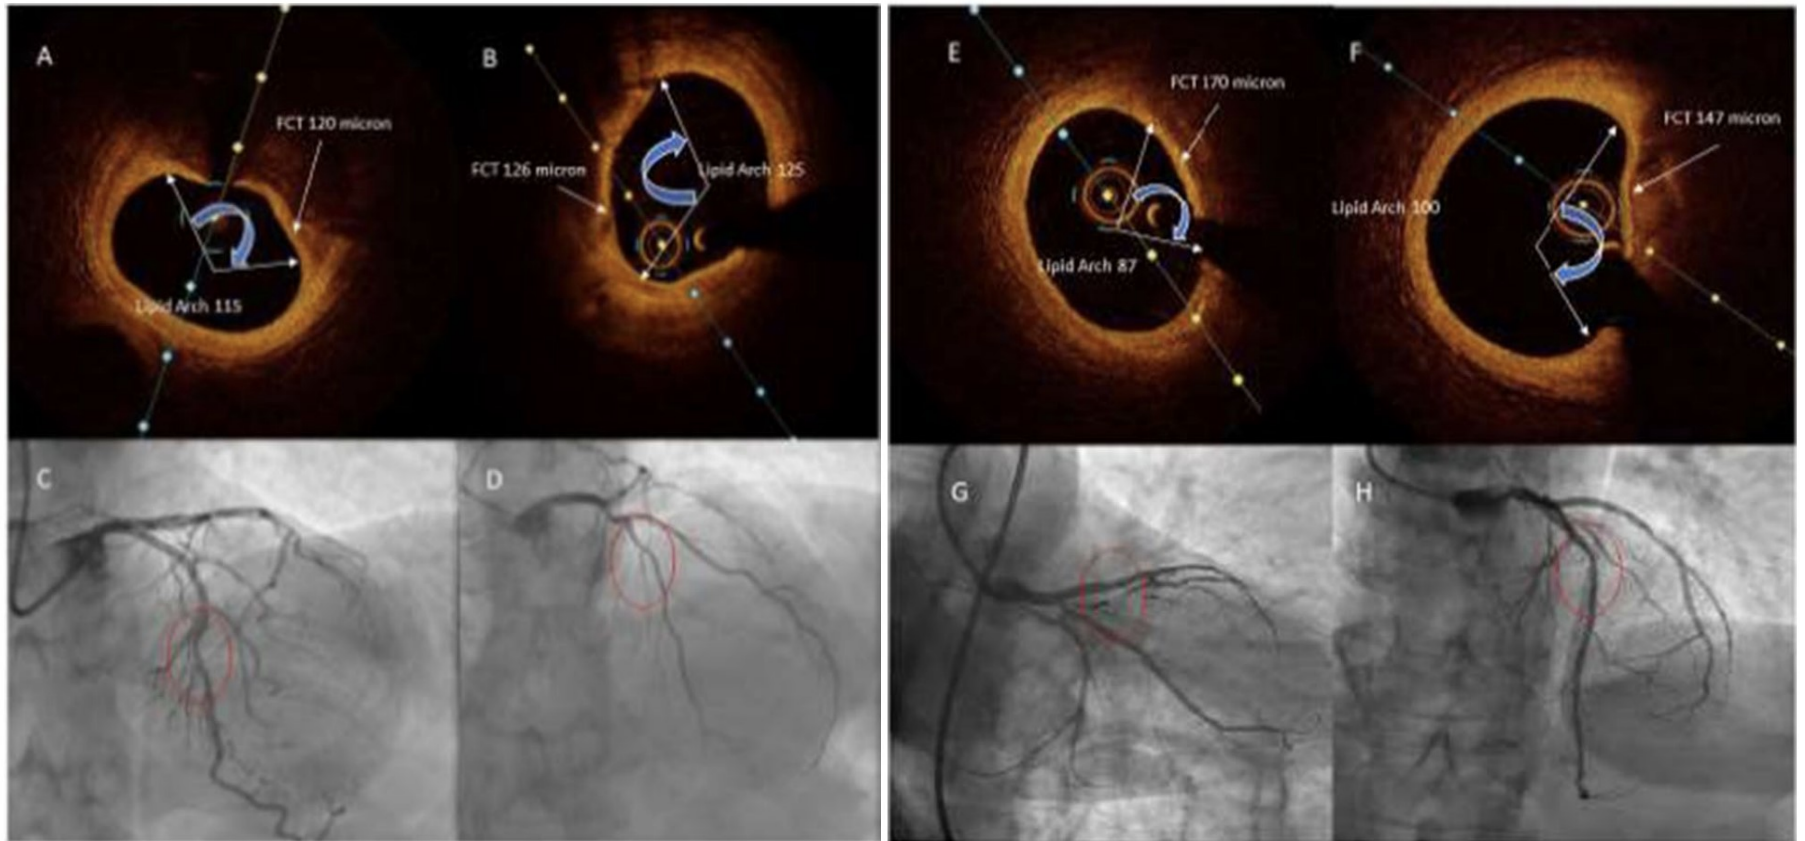 A
FCT 120 micron
Lipid Arch 115
B
FCT 126 micron
Lipid Arch 125
E
FCT 170 micron
Lipid Arch 87
F
FCT 147 micron
Lipid Arch 100
C
D
G
H